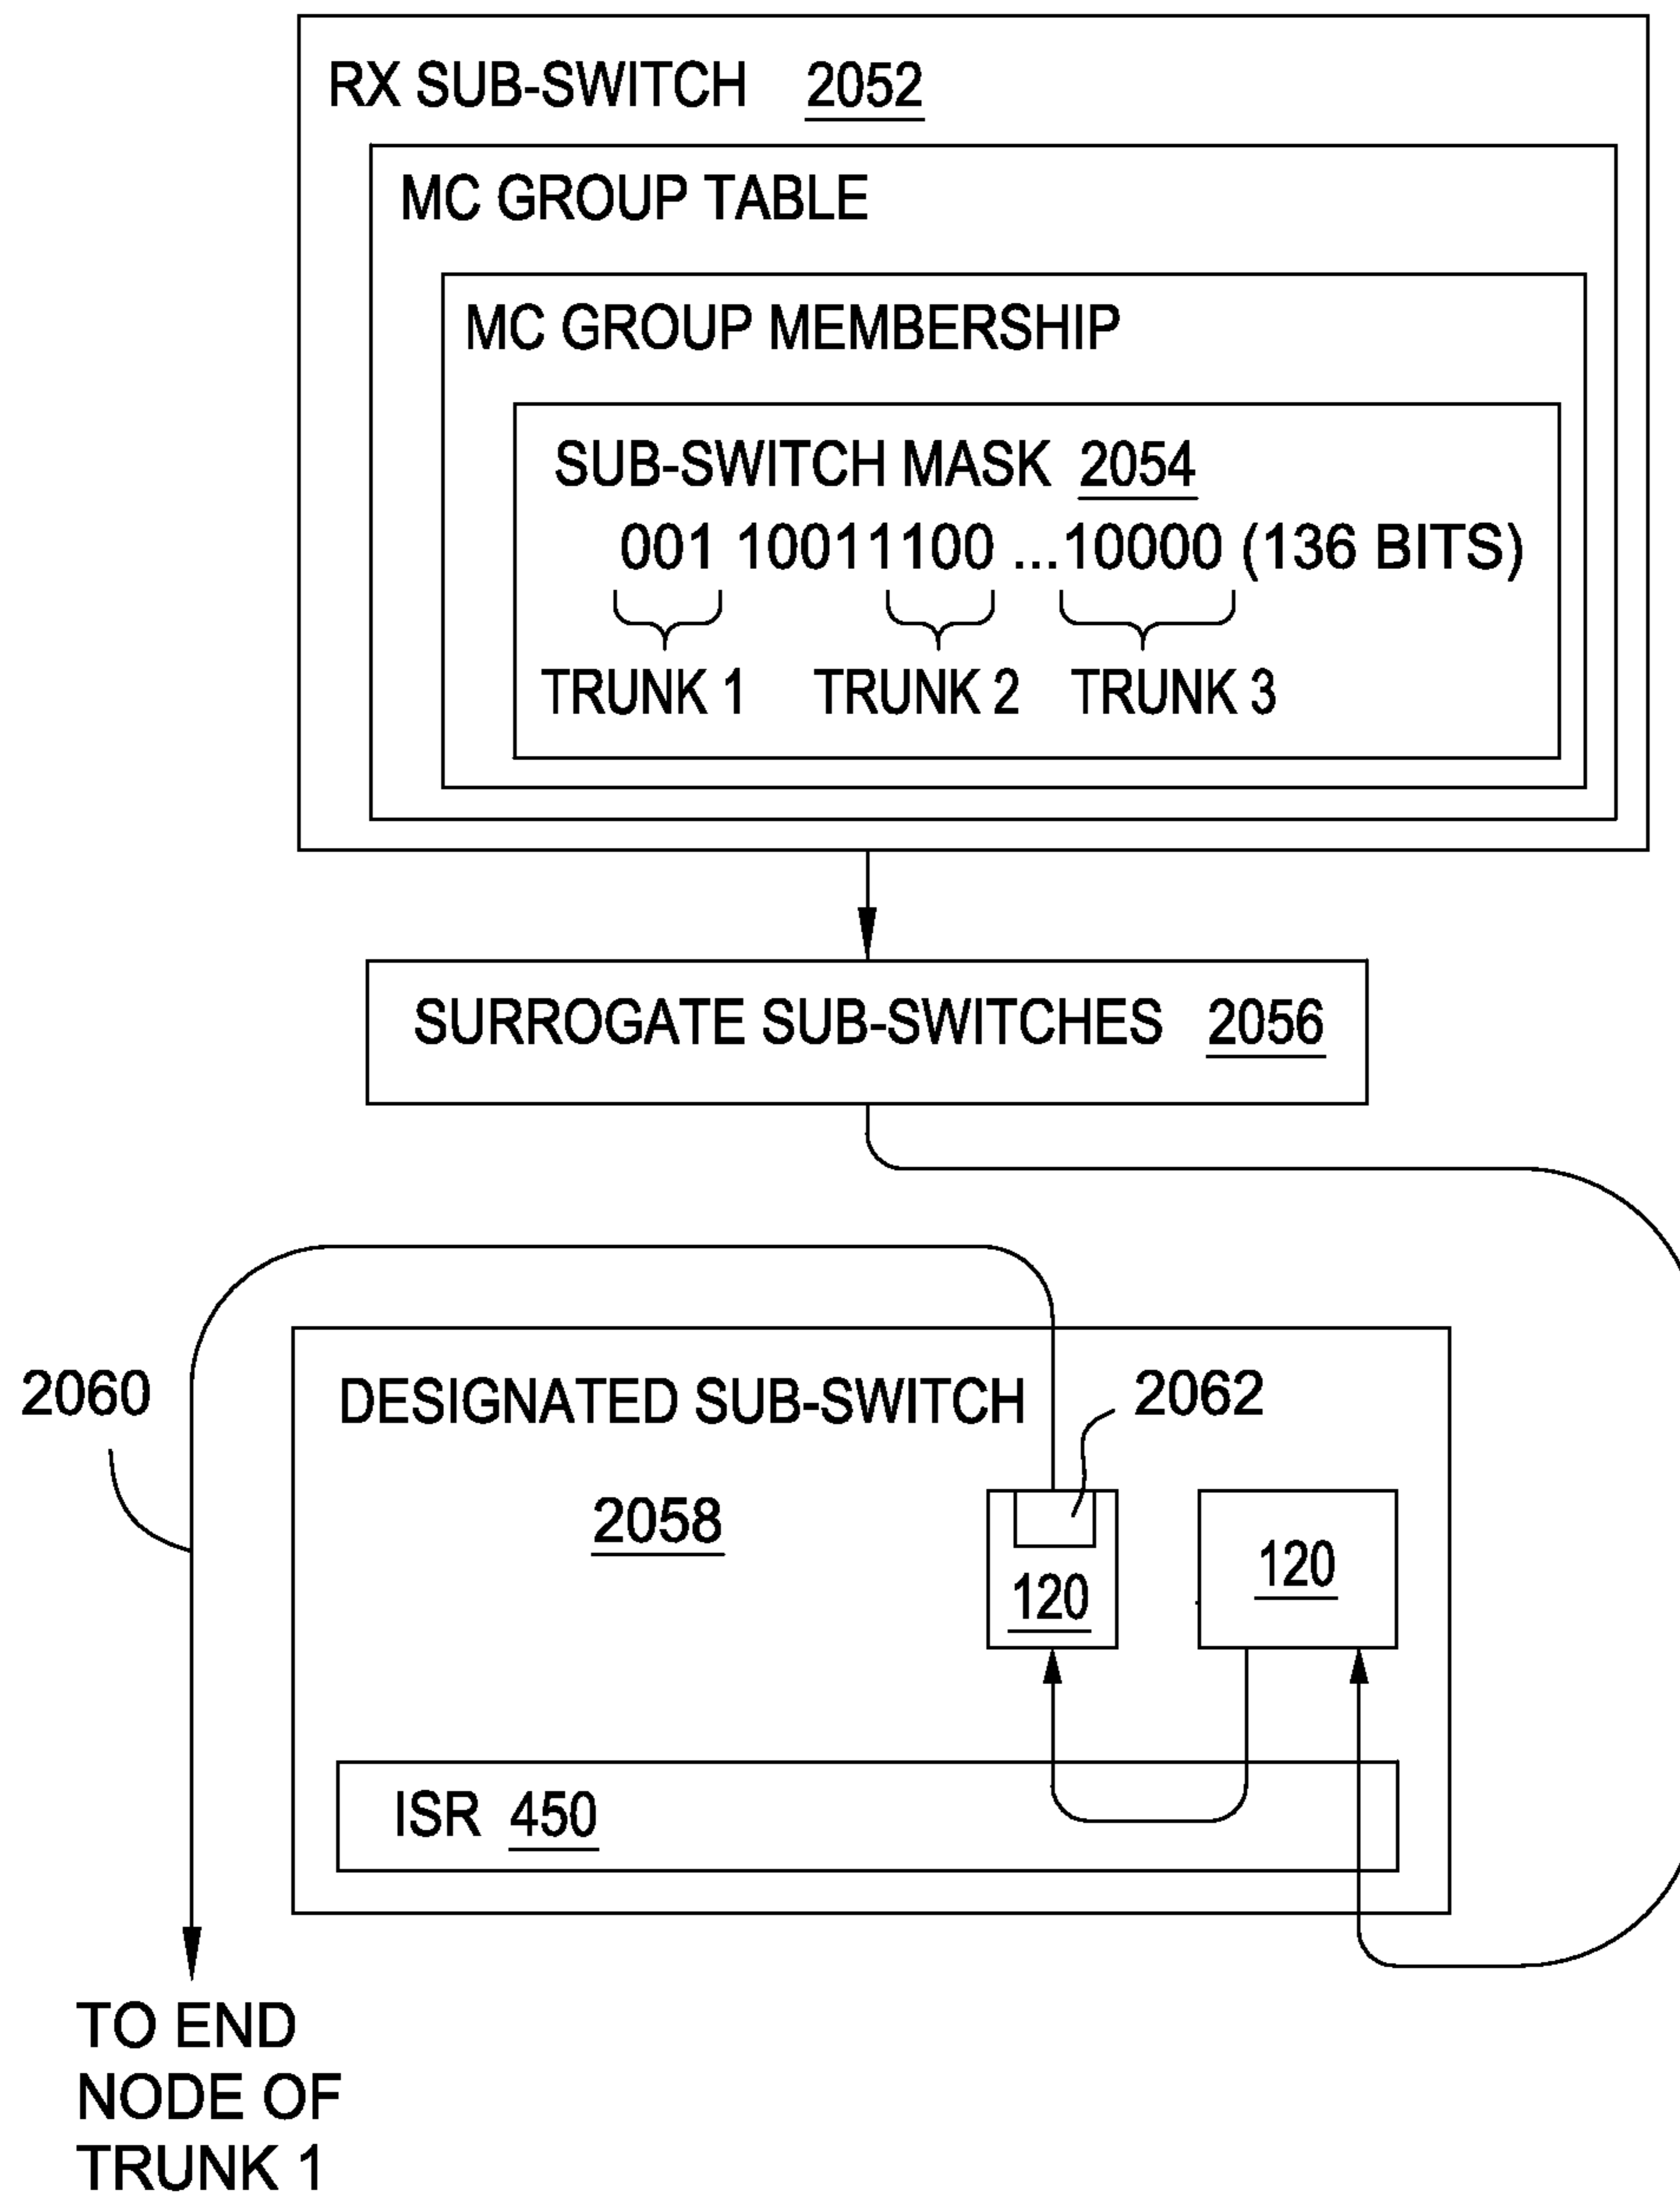 RX SUB-SWITCH 2052
MC GROUP TABLE
MC GROUP MEMBERSHIP
SUB-SWITCH MASK 2054
001 10011100 ...10000 (136 BITS)
TRUNK 1 TRUNK 2 TRUNK 3
SURROGATE SUB-SWITCHES 2056
2060
DESIGNATED SUB-SWITCH
2062
2058
120
120
ISR 450
TO END
NODE OF
TRUNK 1